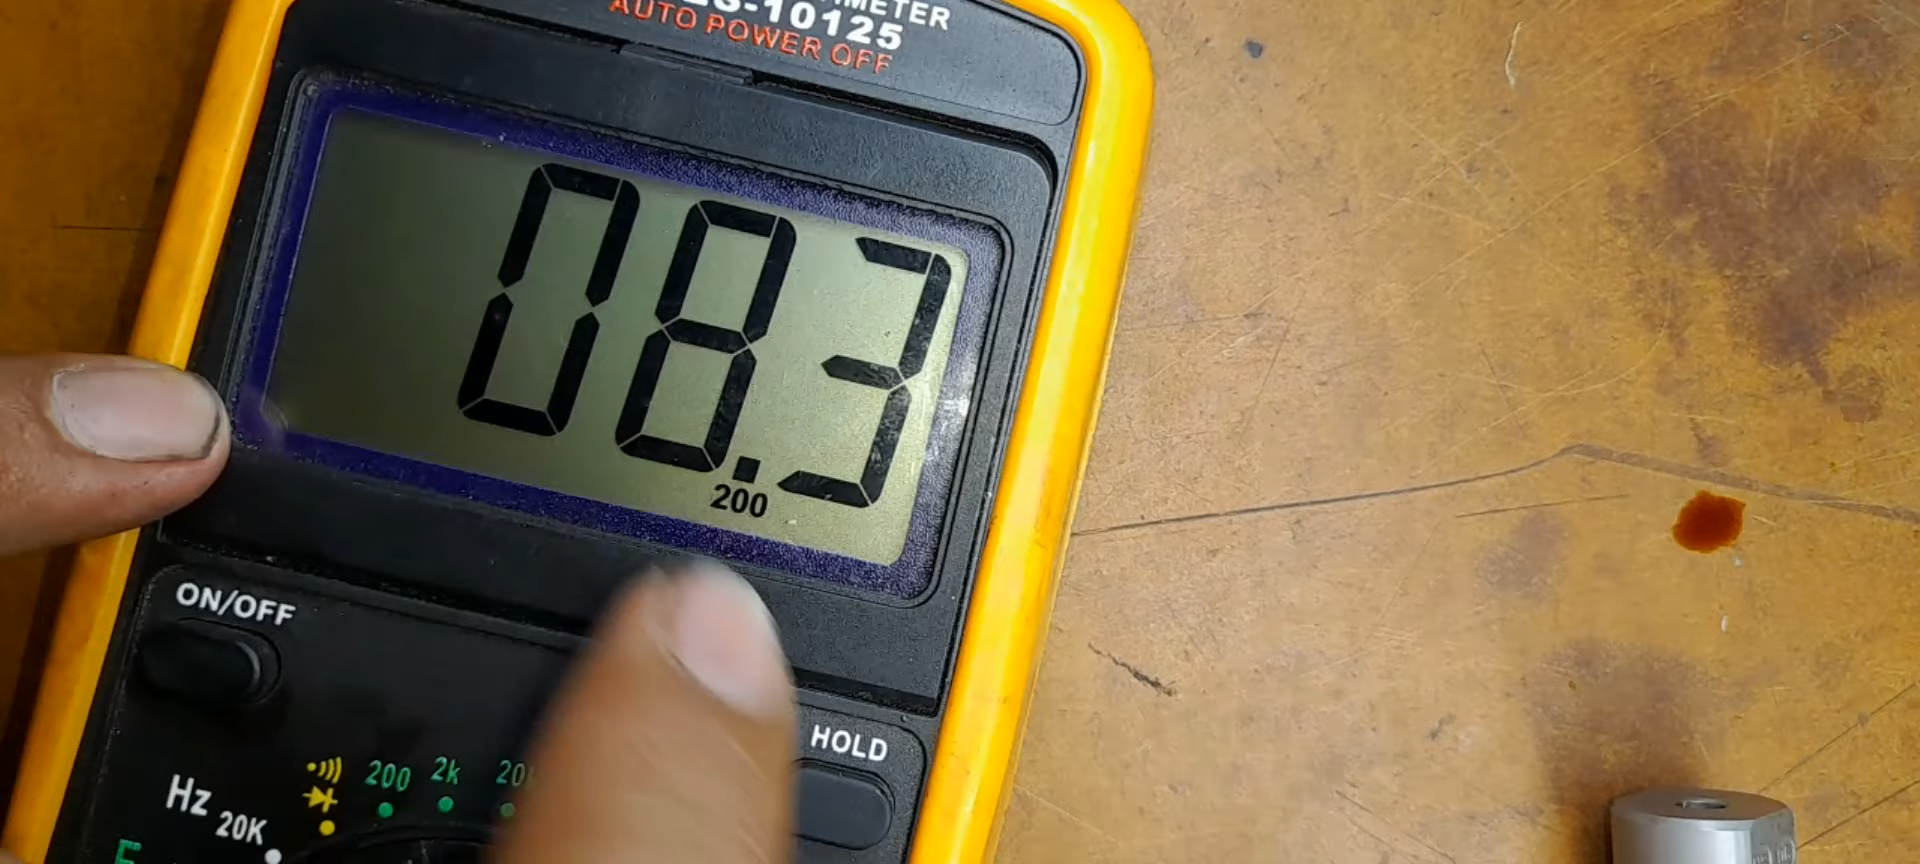 10125
AUTO POWER OFF
08.3
200
ON/OFF
HOLD
200 2k
Hz
20K
F